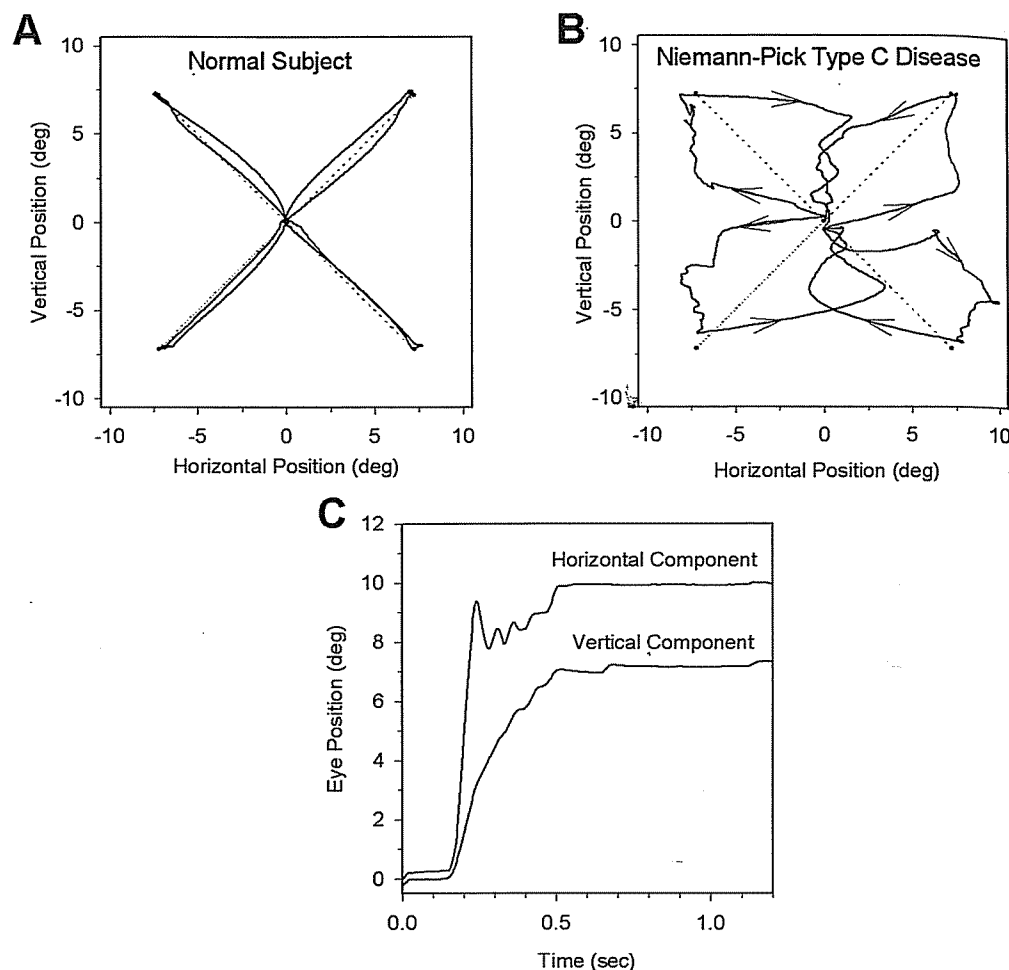 A
Normal Subject
10
5
0
-5
-10
Vertical Position (deg)
-10 -5 0 5 10
Horizontal Position (deg)
B
Niemann-Pick Type C Disease
10
5
0
-5
-10
Vertical Position (deg)
-10 -5 0 5 10
Horizontal Position (deg)
C
12
10
8
6
4
2
0
Eye Position (deg)
Horizontal Component
Vertical Component
0.0 0.5 1.0
Time (sec)